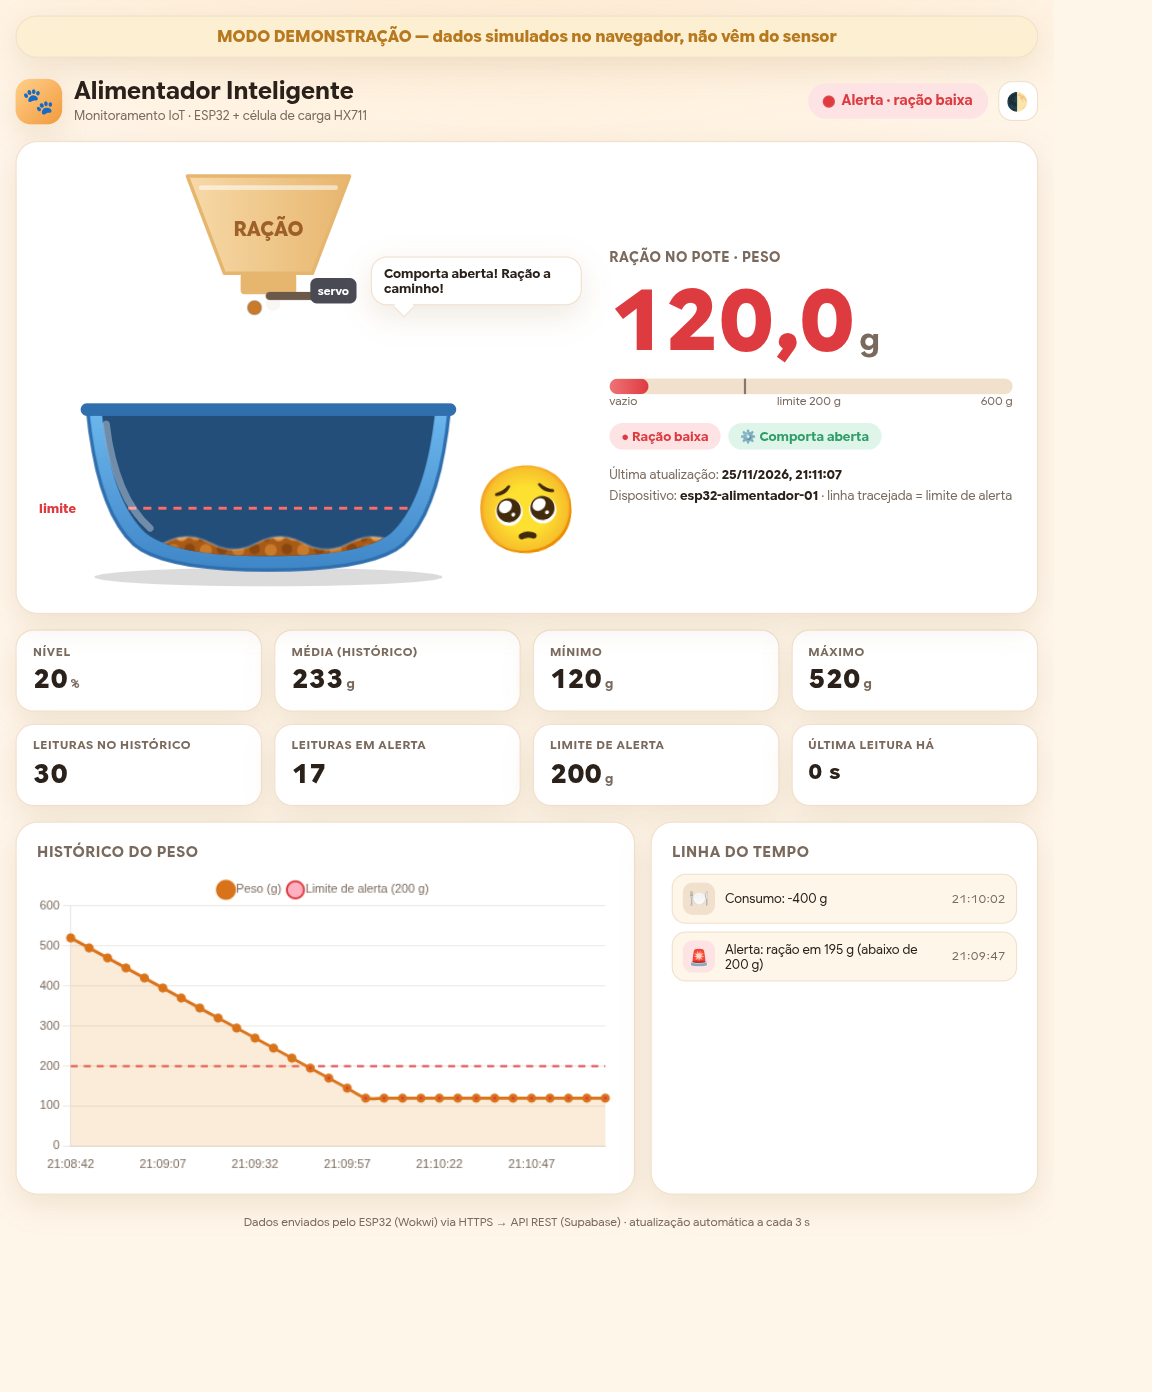 MODO DEMONSTRAÇÃO — dados simulados no navegador, não vêm do sensor
Alimentador Inteligente
Monitoramento IoT · ESP32 + célula de carga HX711
Alerta · ração baixa
RAÇÃO
servo
Comporta aberta! Ração a
caminho!
limite
RAÇÃO NO POTE · PESO
120,0 g
vazio
limite 200 g
600 g
Ração baixa
Comporta aberta
Última atualização: 25/11/2026, 21:11:07
Dispositivo: esp32-alimentador-01 · linha tracejada = limite de alerta
NÍVEL
20 %
MÉDIA (HISTÓRICO)
233 g
MÍNIMO
120 g
MÁXIMO
520 g
LEITURAS NO HISTÓRICO
30
LEITURAS EM ALERTA
17
LIMITE DE ALERTA
200 g
ÚLTIMA LEITURA HÁ
0 s
HISTÓRICO DO PESO
Peso (g)
Limite de alerta (200 g)
600
500
400
300
200
100
0
21:08:42
21:09:07
21:09:32
21:09:57
21:10:22
21:10:47
LINHA DO TEMPO
Consumo: -400 g
21:10:02
Alerta: ração em 195 g (abaixo de
200 g)
21:09:47
Dados enviados pelo ESP32 (Wokwi) via HTTPS → API REST (Supabase) · atualização automática a cada 3 s